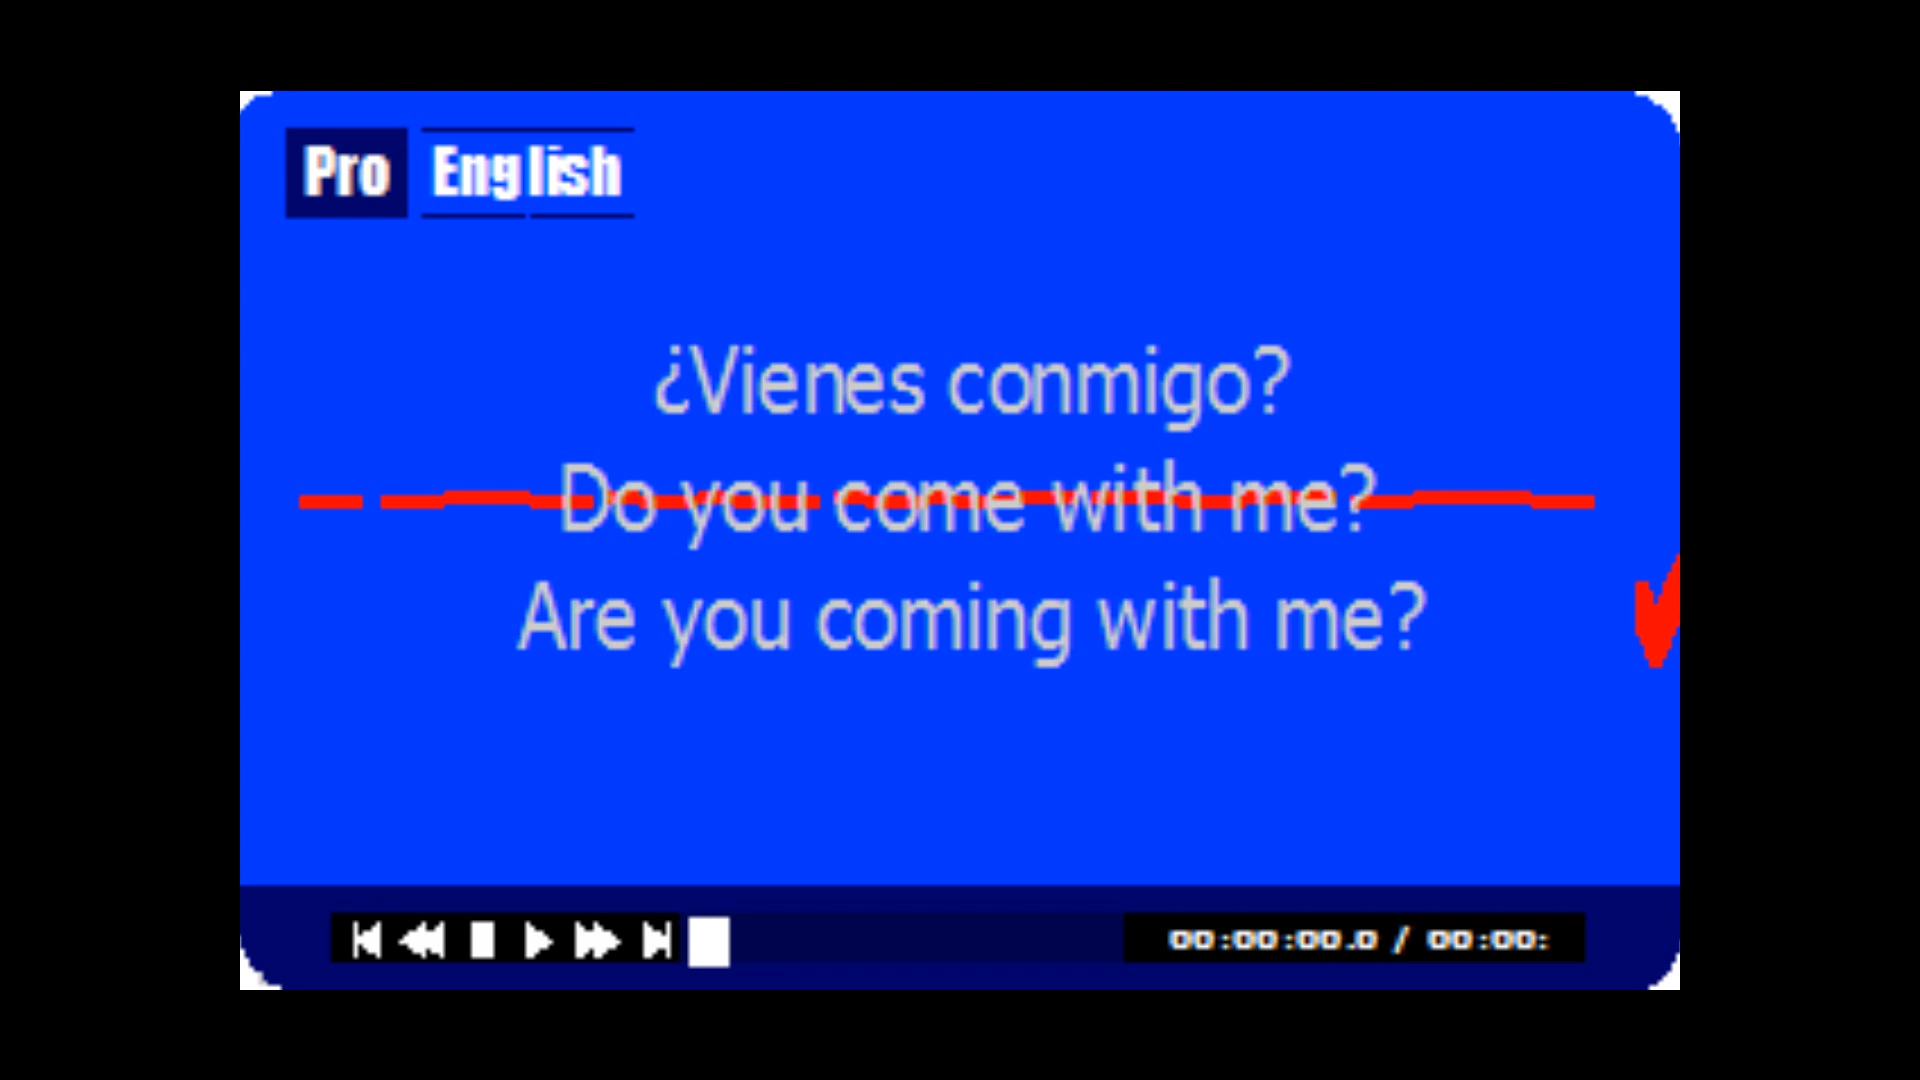 Pro English
¿Vienes conmigo?
Do you come with me?
Are you coming with me?
00:00:00.0 / 00:00: